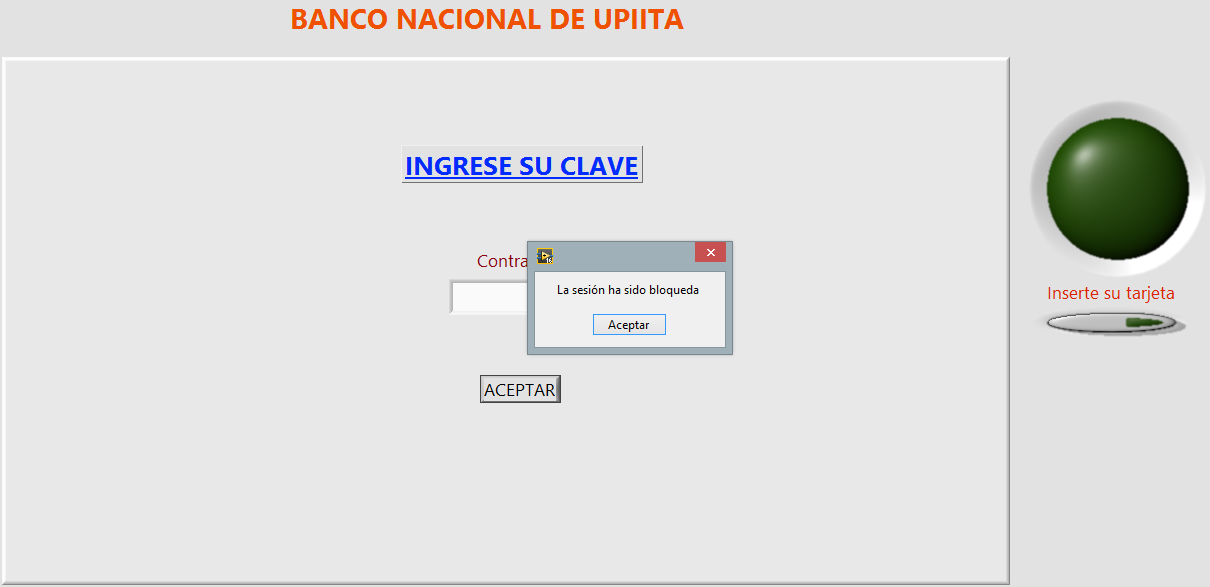 BANCO NACIONAL DE UPIITA
INGRESE SU CLAVE
Contra
La sesión ha sido bloqueda
Aceptar
ACEPTAR
Inserte su tarjeta